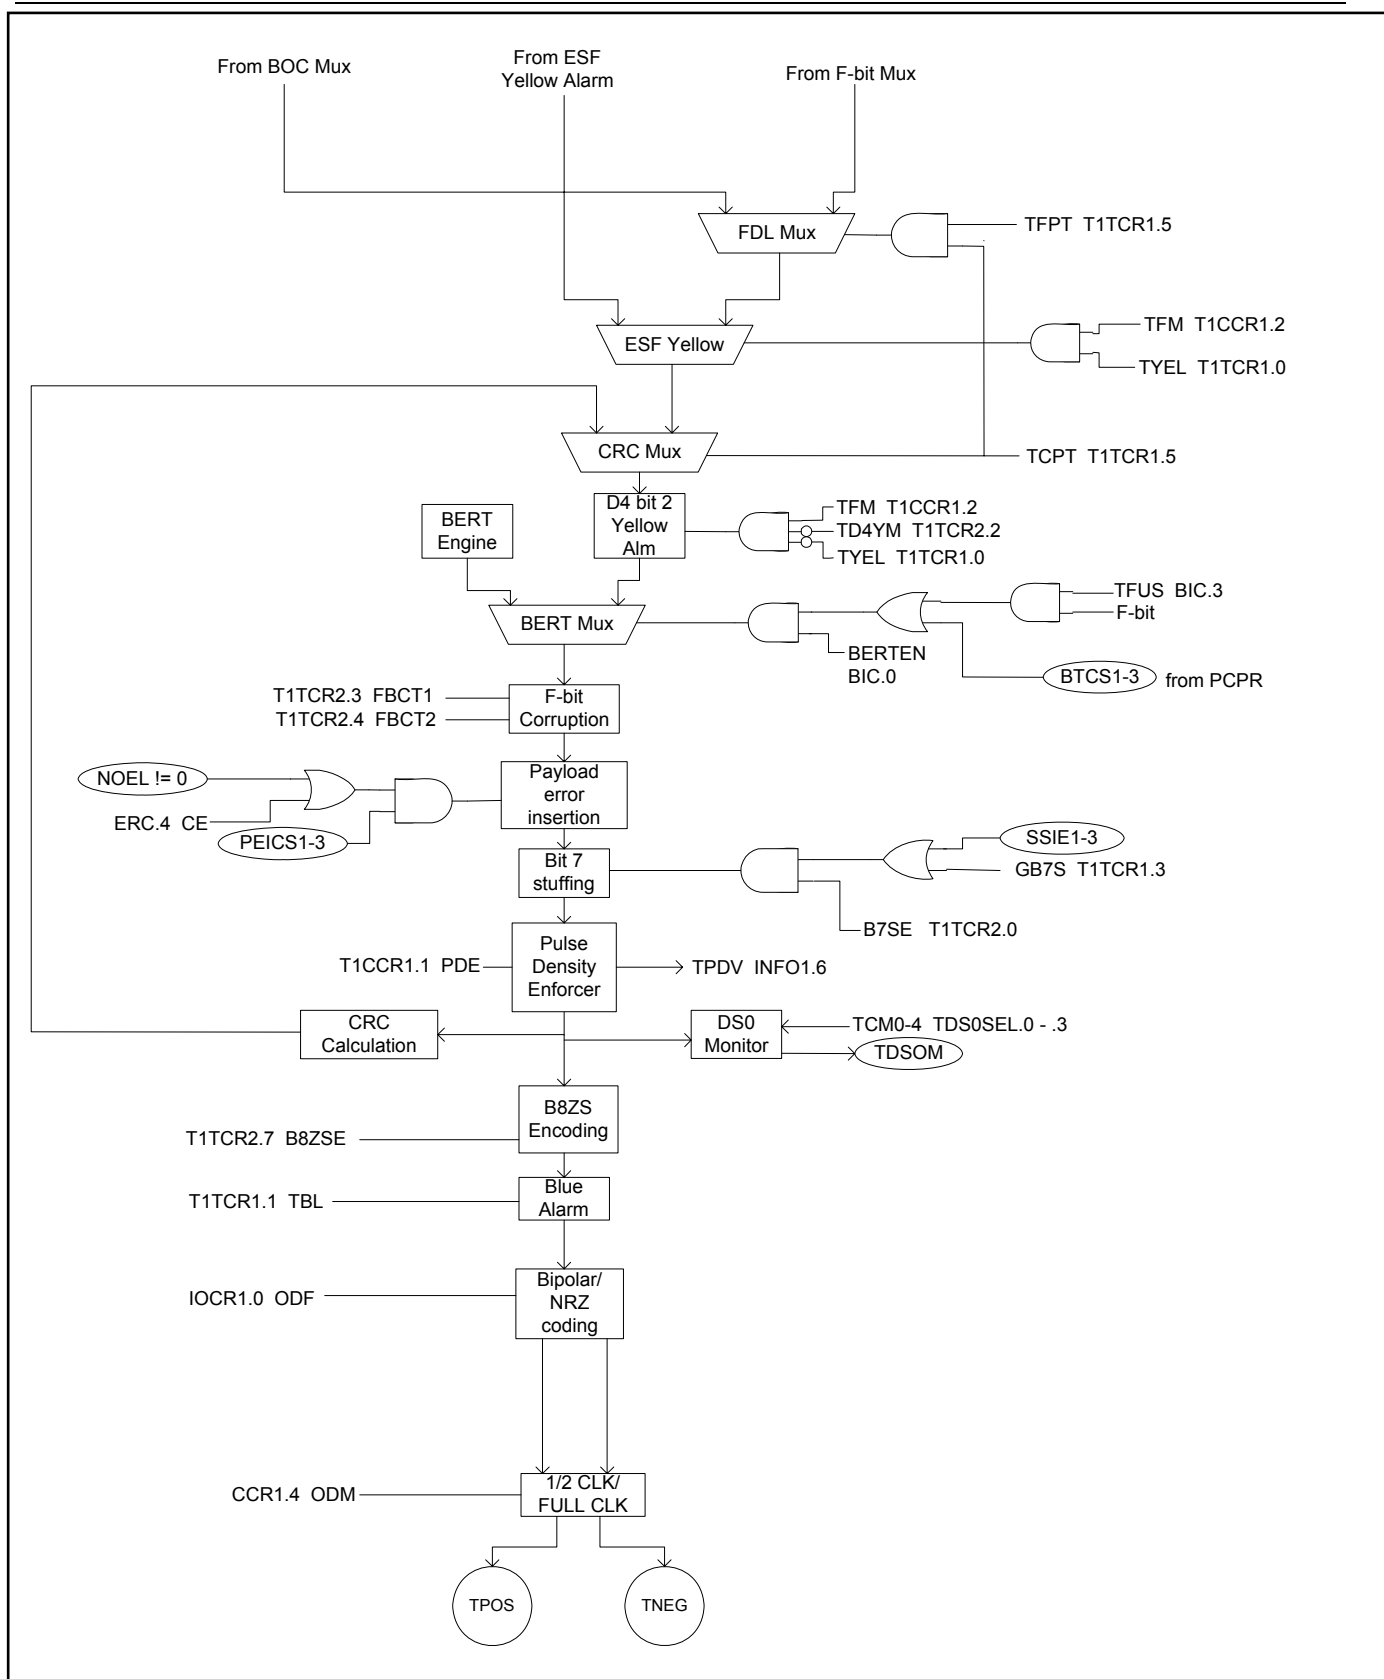 From BOC Mux
From ESF
Yellow Alarm
From F-bit Mux
FDL Mux
TFPT T1TCR1.5
ESF Yellow
TFM T1CCR1.2
TYEL T1TCR1.0
CRC Mux
TCPT T1TCR1.5
BERT
Engine
D4 bit 2
Yellow
Alm
TFM T1CCR1.2
TD4YM T1TCR2.2
TYEL T1TCR1.0
BERT Mux
TFUS BIC.3
F-bit
BERTEN
BIC.0
BTCS1-3
from PCPR
T1TCR2.3 FBCT1
T1TCR2.4 FBCT2
F-bit
Corruption
NOEL != 0
ERC.4 CE
PEICS1-3
Payload
error
insertion
Bit 7
stuffing
SSIE1-3
GB7S T1TCR1.3
B7SE T1TCR2.0
T1CCR1.1 PDE
Pulse
Density
Enforcer
TPDV INFO1.6
CRC
Calculation
DS0
Monitor
TCM0-4 TDS0SEL.0 - .3
TDSOM
B8ZS
Encoding
T1TCR2.7 B8ZSE
T1TCR1.1 TBL
Blue
Alarm
IOCR1.0 ODF
Bipolar/
NRZ
coding
CCR1.4 ODM
1/2 CLK/
FULL CLK
TPOS
TNEG